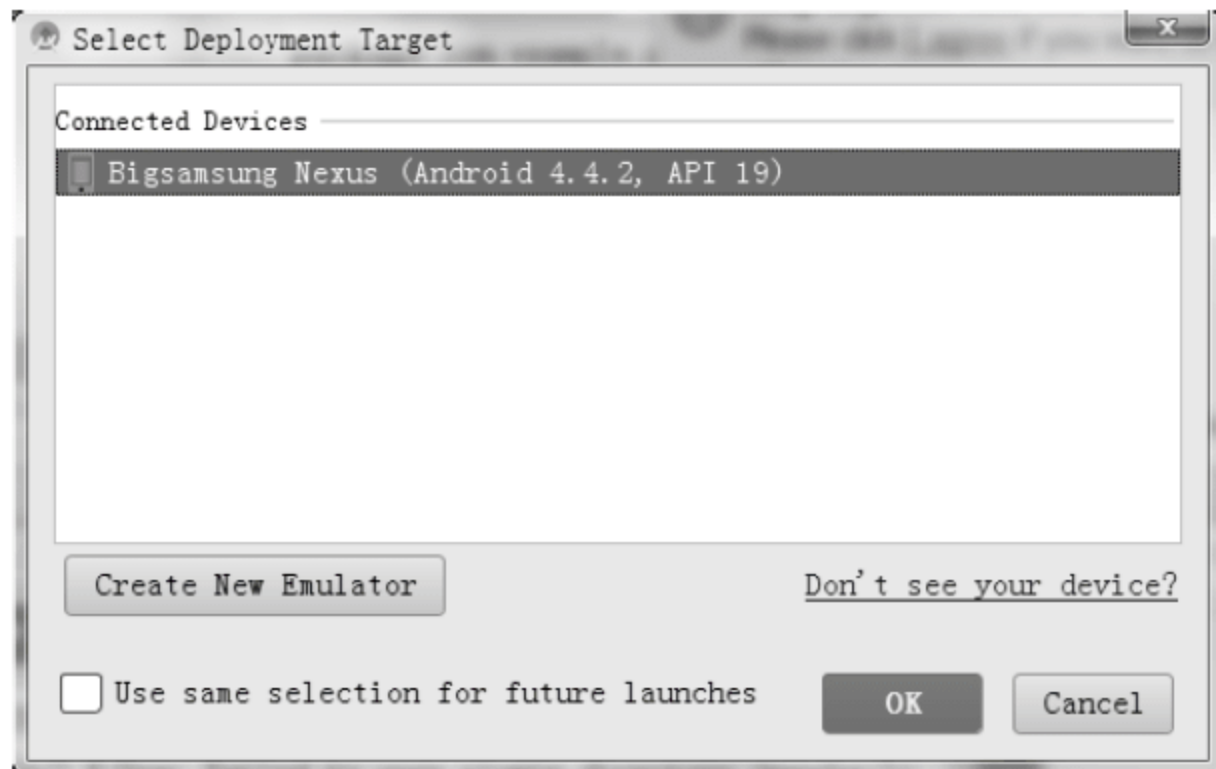 Select Deployment Target
Connected Devices
Bigsamsung Nexus (Android 4.4.2, API 19)
Create New Emulator
Don't see your device?
Use same selection for future launches
OK
Cancel